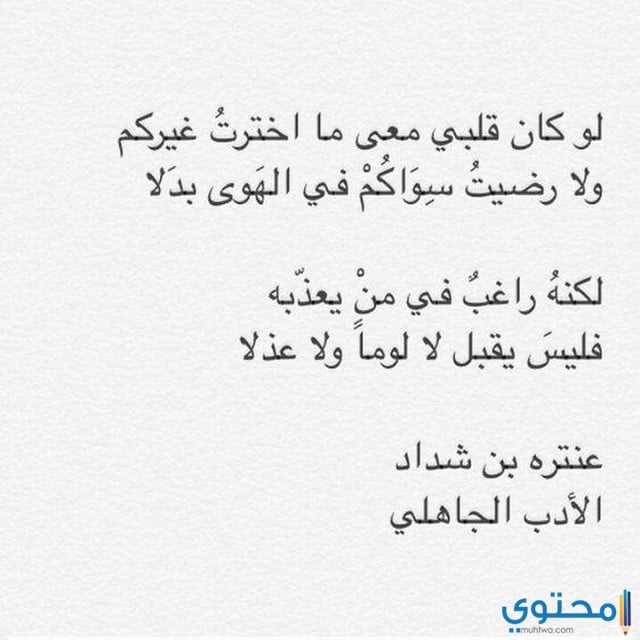 لو كان قلبي معى ما اخترتُ غيركم
ولا رضيتُ سِوَاكُمْ في الهَوى بدَلا
لكنهُ راغبٌ في منْ يعذّبه
فليسَ يقبل لا لوماً ولا عذلا
عنتره بن شداد
الأدب الجاهلي
محتوي
muhtwa.com